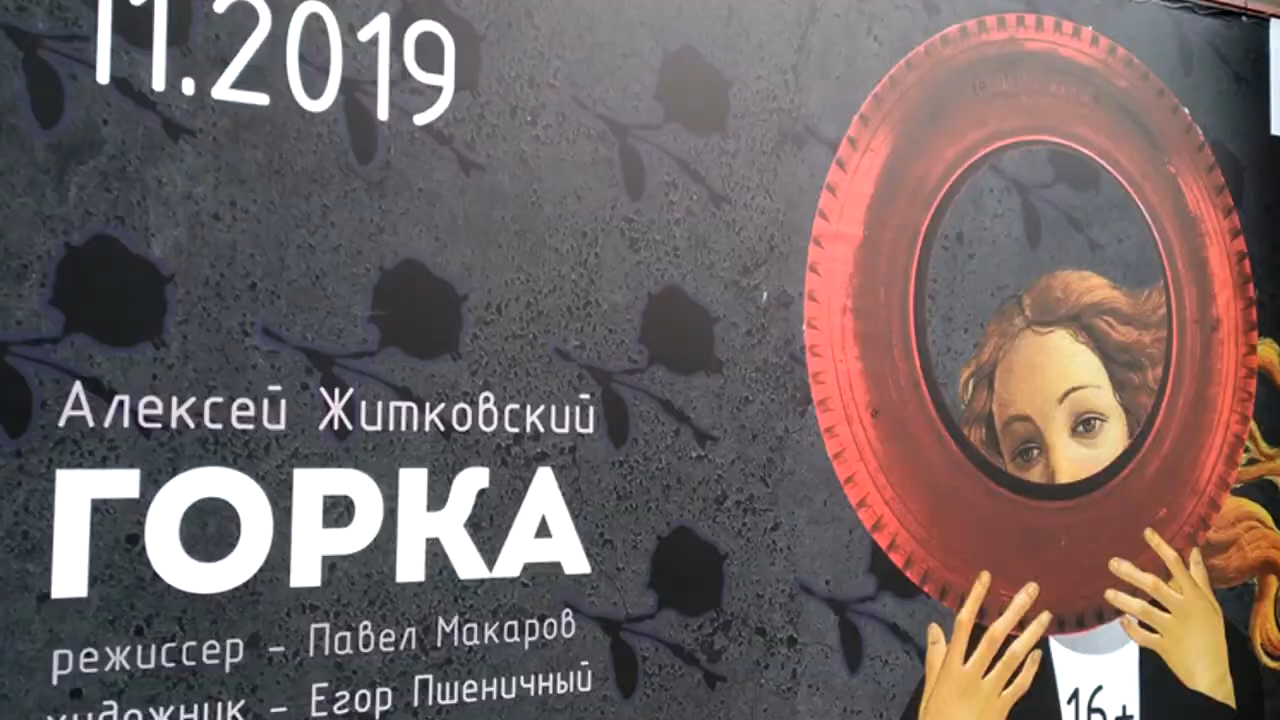 11.2019
Алексей Житковский
ГОРКА
режиссер – Павел Макаров
художник – Егор Пшеничный
16+